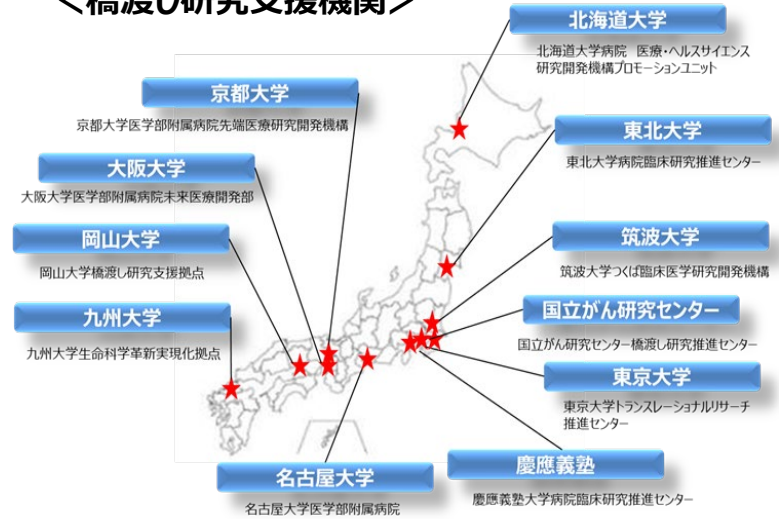 ＜橋渡し研究支援機関＞
北海道大学
北海道大学病院　医療・ヘルスサイエンス
研究開発機構プロモーションユニット
京都大学
京都大学医学部附属病院先端医療研究開発機構
東北大学
東北大学病院臨床研究推進センター
大阪大学
大阪大学医学部附属病院未来医療開発部
岡山大学
岡山大学橋渡し研究支援拠点
筑波大学
筑波大学つくば臨床医学研究開発機構
九州大学
九州大学生命科学革新実現化拠点
国立がん研究センター
国立がん研究センター橋渡し研究推進センター
東京大学
東京大学トランスレーショナルリサーチ
推進センター
慶應義塾
慶應義塾大学病院臨床研究推進センター
名古屋大学
名古屋大学医学部附属病院